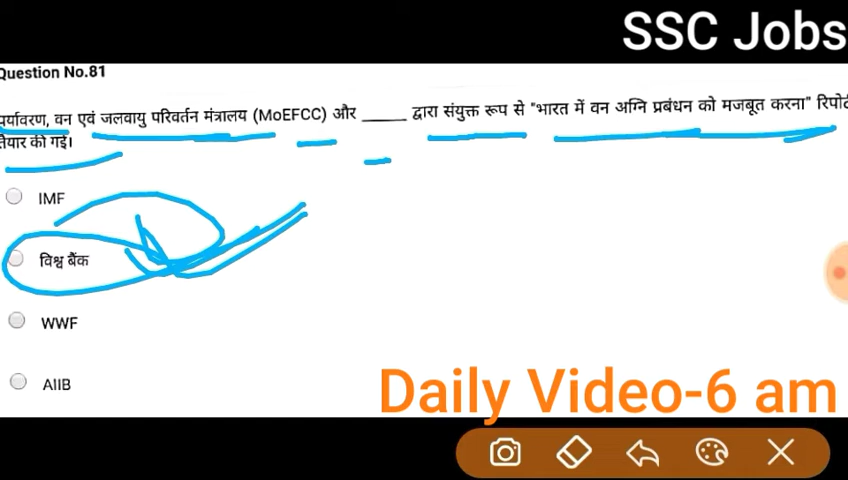 SSC Jobs
Question No.81
पर्यावरण, वन एवं जलवायु परिवर्तन मंत्रालय (MoEFCC) और _____ द्वारा संयुक्त रूप से "भारत में वन अग्नि प्रबंधन को मजबूत करना" रिपोर्ट
तैयार की गई।
IMF
विश्व बैंक
WWF
AIIB
Daily Video-6 am